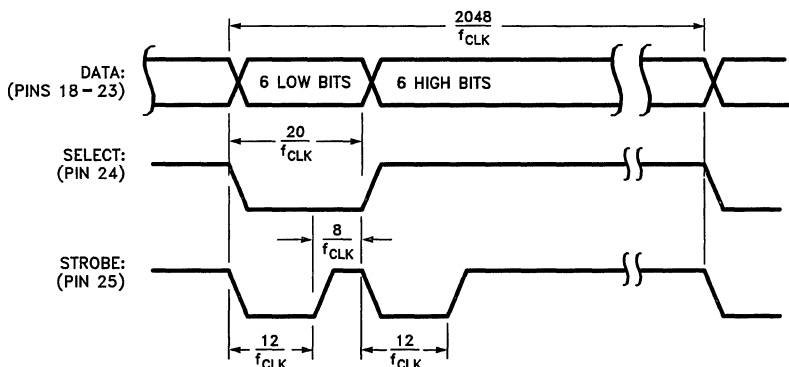 2048
fCLK
DATA:
(PINS 18-23)
6 LOW BITS
6 HIGH BITS
20
fCLK
SELECT:
(PIN 24)
8
fCLK
STROBE:
(PIN 25)
12
fCLK
12
fCLK